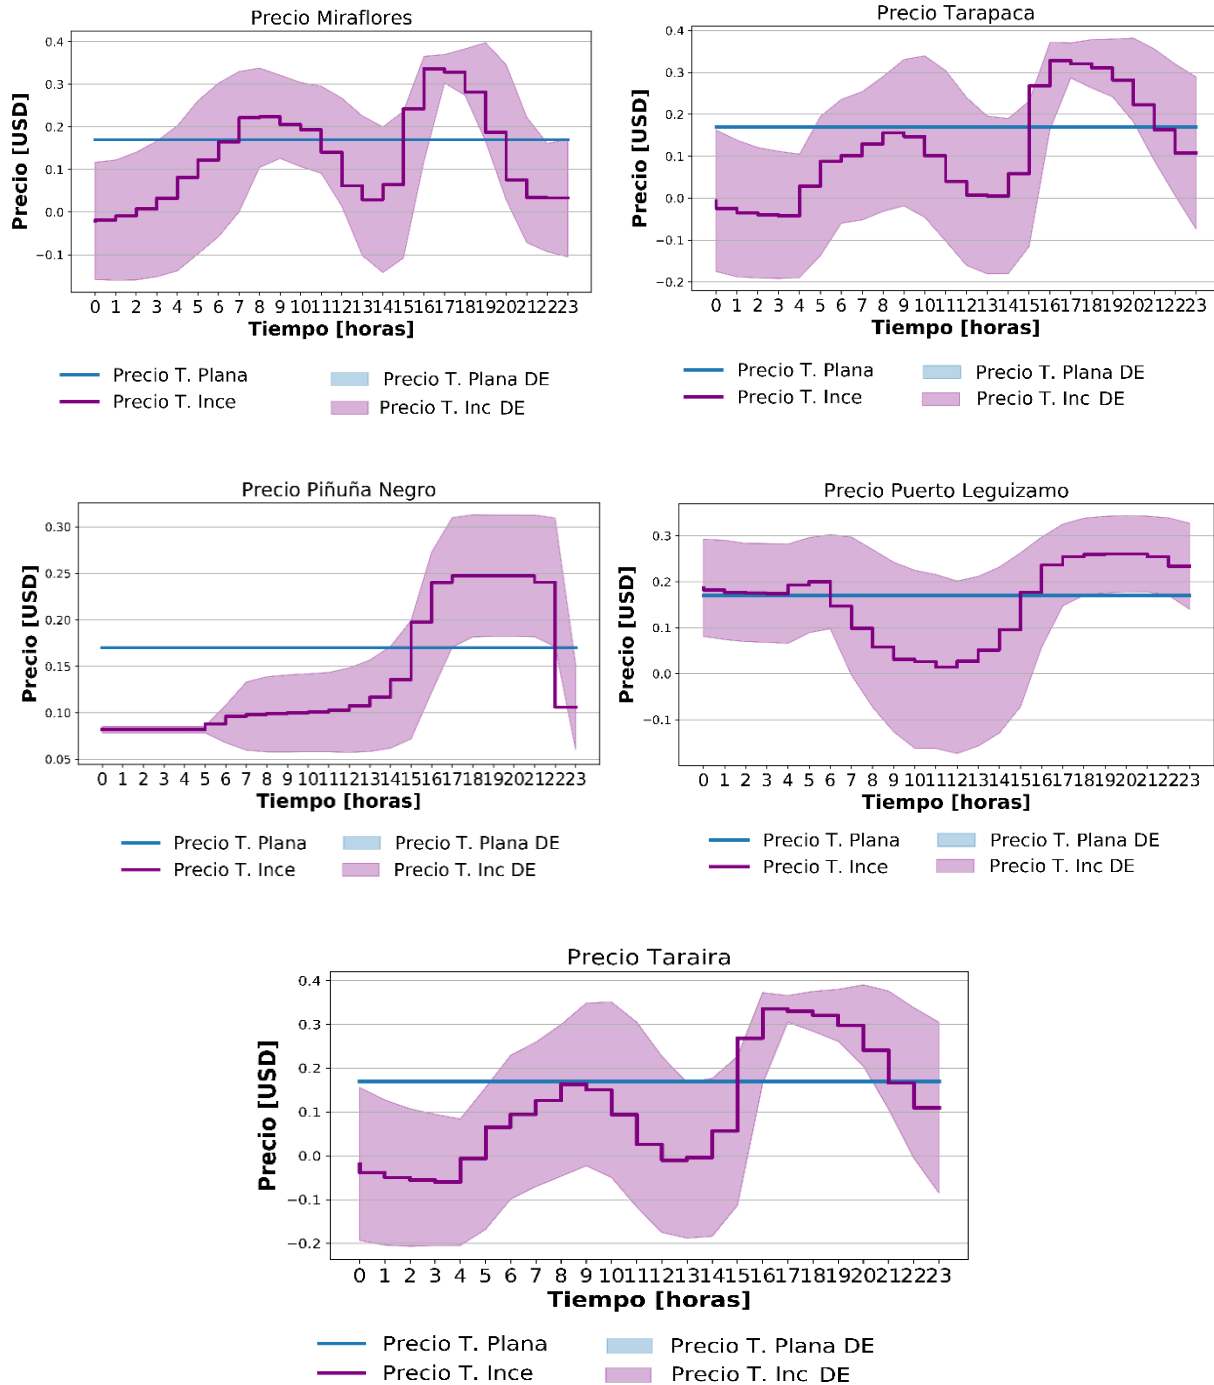 Precio Miraflores
0.4
0.3
0.2
0.1
0.0
−0.1
Precio [USD]
0 1 2 3 4 5 6 7 8 9 10 11 12 13 14 15 16 17 18 19 20 21 22 23
Tiempo [horas]
Precio T. Plana
Precio T. Plana DE
Precio T. Ince
Precio T. Inc DE
Precio Tarapaca
0.4
0.3
0.2
0.1
0.0
−0.1
−0.2
Precio [USD]
0 1 2 3 4 5 6 7 8 9 10 11 12 13 14 15 16 17 18 19 20 21 22 23
Tiempo [horas]
Precio T. Plana
Precio T. Plana DE
Precio T. Ince
Precio T. Inc DE
Precio Piñuña Negro
0.30
0.25
0.20
0.15
0.10
0.05
Precio [USD]
0 1 2 3 4 5 6 7 8 9 10 11 12 13 14 15 16 17 18 19 20 21 22 23
Tiempo [horas]
Precio T. Plana
Precio T. Plana DE
Precio T. Ince
Precio T. Inc DE
Precio Puerto Leguizamo
0.3
0.2
0.1
0.0
−0.1
Precio [USD]
0 1 2 3 4 5 6 7 8 9 10 11 12 13 14 15 16 17 18 19 20 21 22 23
Tiempo [horas]
Precio T. Plana
Precio T. Plana DE
Precio T. Ince
Precio T. Inc DE
Precio Taraira
0.4
0.3
0.2
0.1
0.0
−0.1
−0.2
Precio [USD]
0 1 2 3 4 5 6 7 8 9 10 11 12 13 14 15 16 17 18 19 20 21 22 23
Tiempo [horas]
Precio T. Plana
Precio T. Plana DE
Precio T. Ince
Precio T. Inc DE